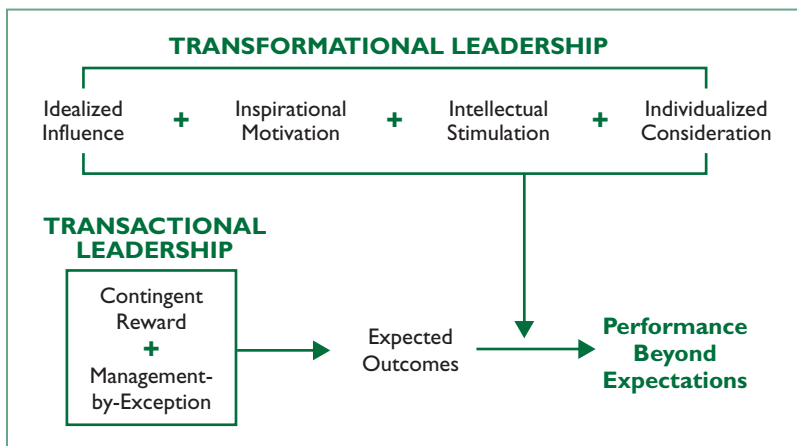 TRANSFORMATIONAL LEADERSHIP
Idealized
Influence
+
Inspirational
Motivation
+
Intellectual
Stimulation
+
Individualized
Consideration
TRANSACTIONAL
LEADERSHIP
Contingent
Reward
+
Management-
by-Exception
Expected
Outcomes
Performance
Beyond
Expectations